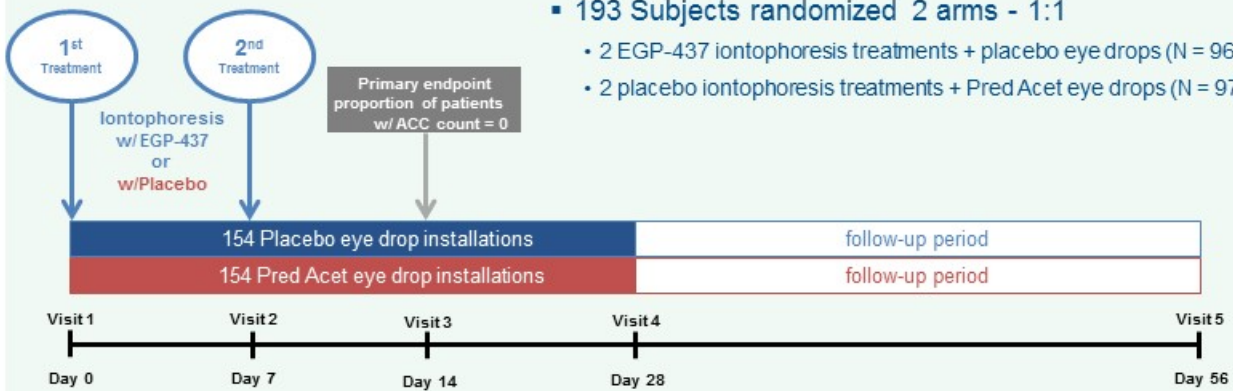 ▪ 193 Subjects randomized 2 arms - 1:1
• 2 EGP-437 iontophoresis treatments + placebo eye drops (N = 96
• 2 placebo iontophoresis treatments + Pred Acet eye drops (N = 97
1st
Treatment
2nd
Treatment
Primary endpoint
proportion of patients
w/ ACC count = 0
Iontophoresis
w/ EGP-437
or
w/Placebo
154 Placebo eye drop installations
follow-up period
154 Pred Acet eye drop installations
follow-up period
Visit 1 Visit 2 Visit 3 Visit 4 Visit 5
Day 0 Day 7 Day 14 Day 28 Day 56